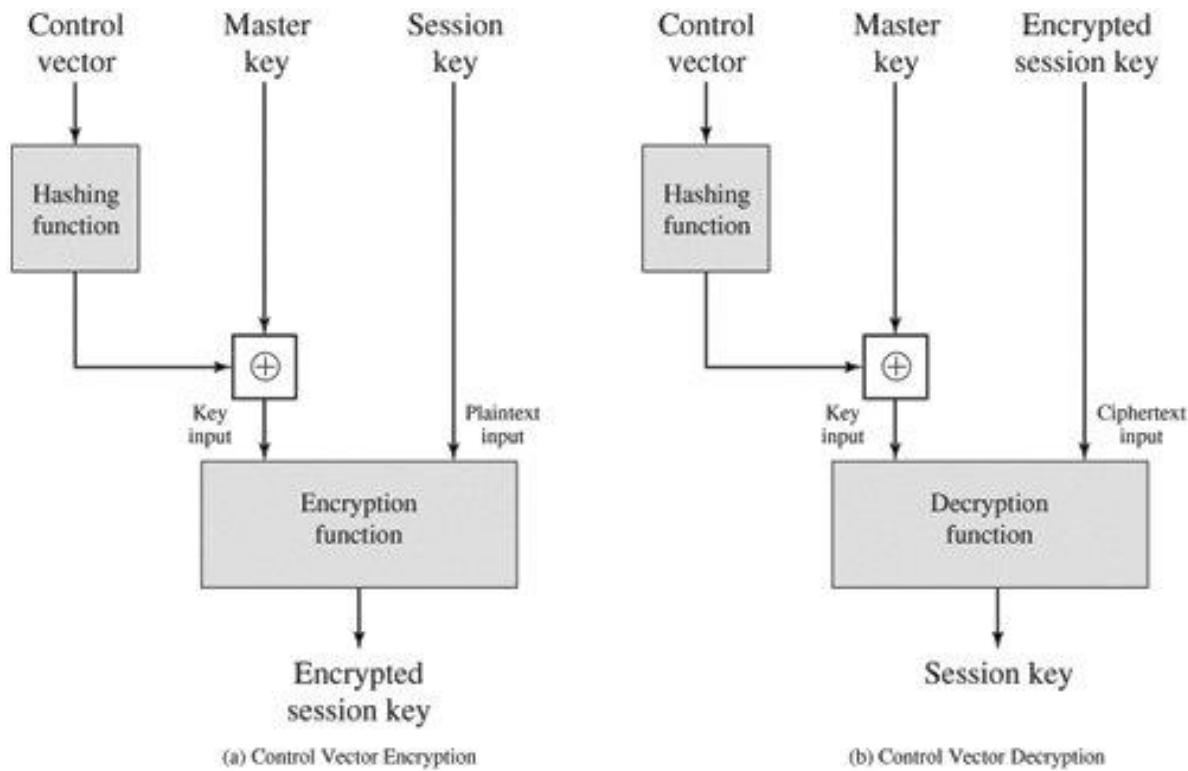 Control
vector
Master
key
Session
key
Hashing
function
Key
input
Plaintext
input
Encryption
function
Encrypted
session key
(a) Control Vector Encryption
Control
vector
Master
key
Encrypted
session key
Hashing
function
Key
input
Ciphertext
input
Decryption
function
Session key
(b) Control Vector Decryption